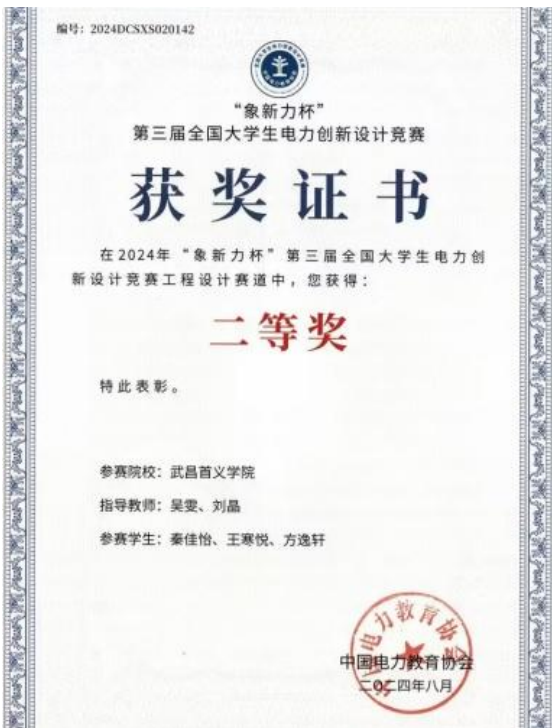 编号：2024DCSXS020142
“象新力杯”
第三届全国大学生电力创新设计竞赛
获奖证书
在2024年“象新力杯”第三届全国大学生电力创
新设计竞赛工程设计赛道中，您获得：
二等奖
特此表彰。
参赛院校：武昌首义学院
指导教师：吴雯、刘晶
参赛学生：秦佳怡、王寒悦、方逸轩
中国电力教育协会
二〇二四年八月